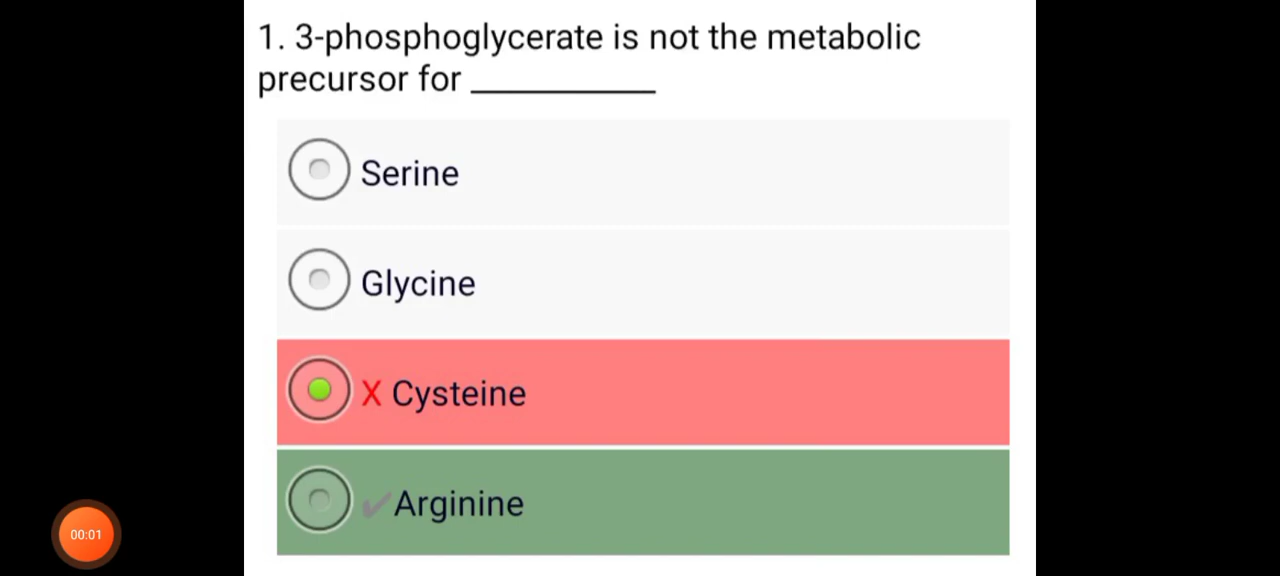 1. 3-phosphoglycerate is not the metabolic
precursor for __________
Serine
Glycine
X Cysteine
✔Arginine
00:01